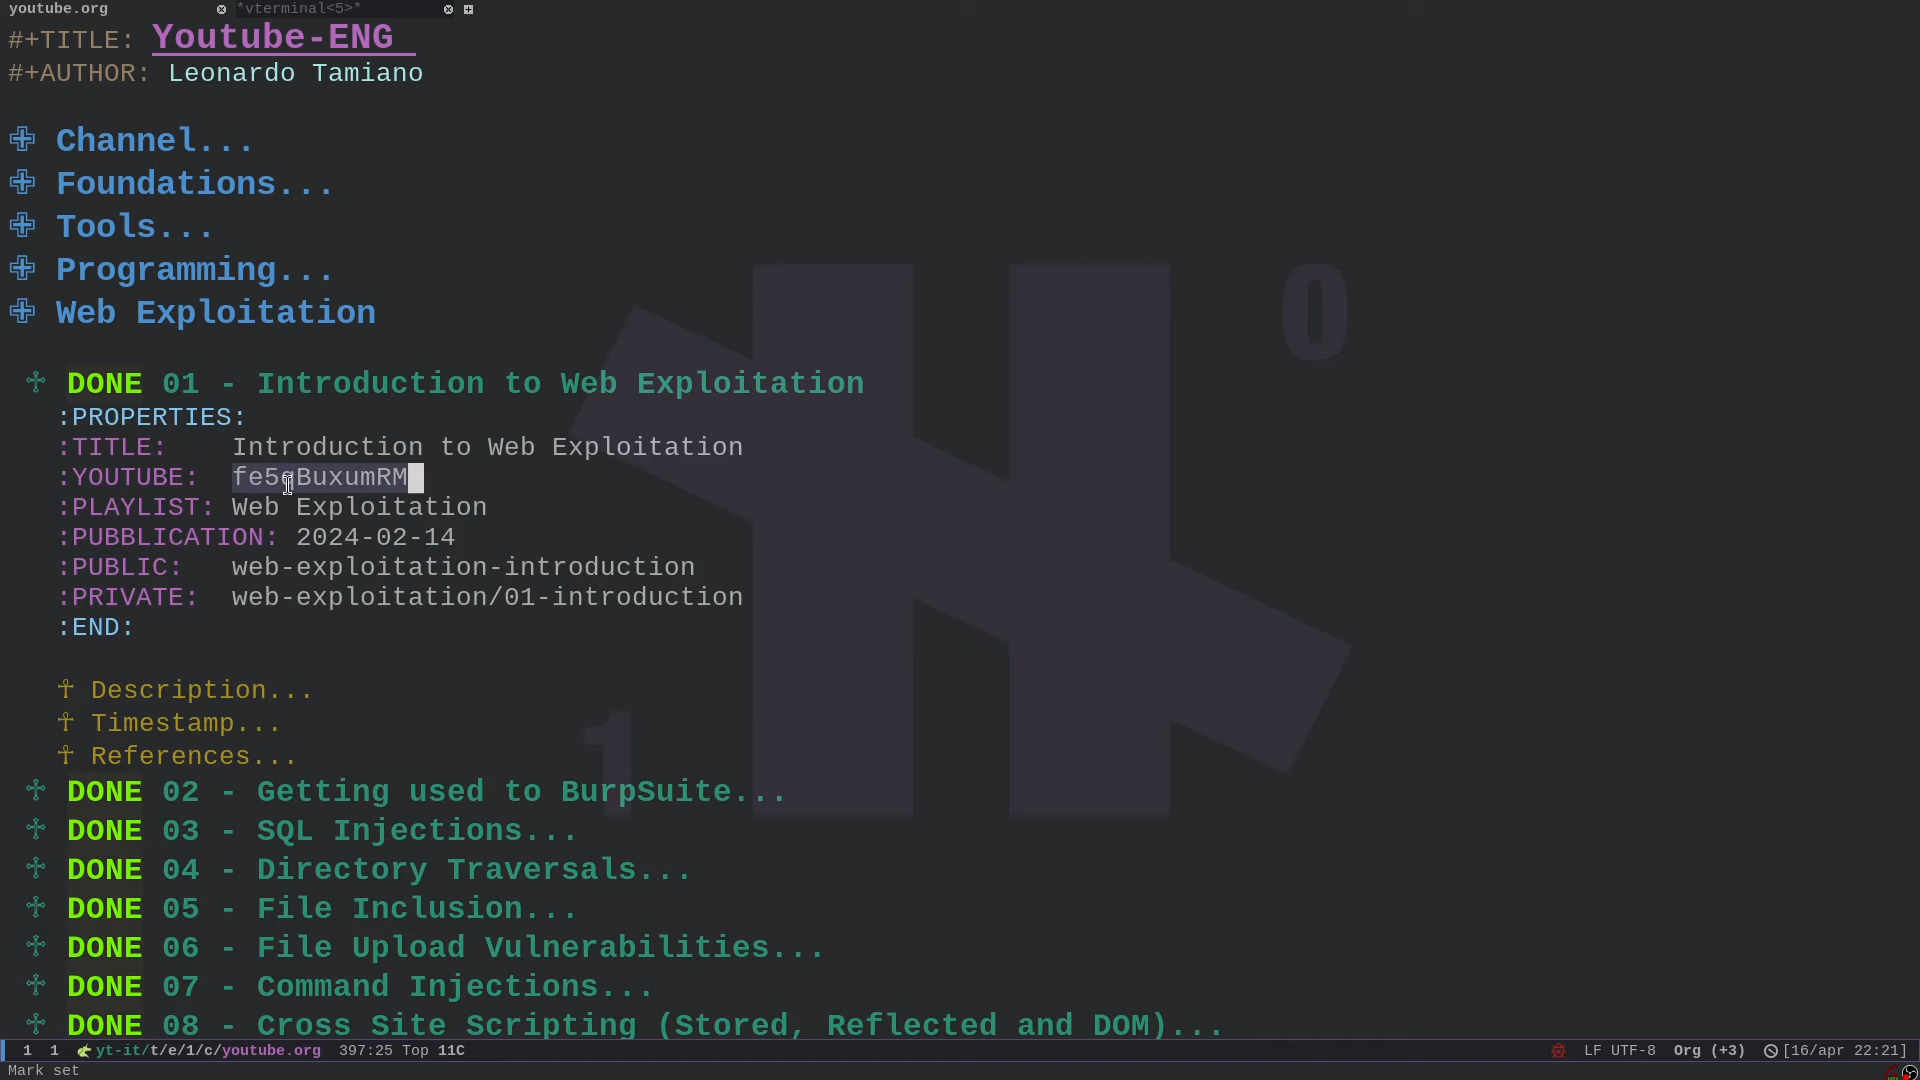 youtube.org *vterminal<5>*
#+TITLE: Youtube-ENG
#+AUTHOR: Leonardo Tamiano
Channel...
Foundations...
Tools...
Programming...
Web Exploitation
DONE 01 - Introduction to Web Exploitation
:PROPERTIES:
:TITLE: Introduction to Web Exploitation
:YOUTUBE:
:PLAYLIST: Web Exploitation
:PUBBLICATION: 2024-02-14
:PUBLIC: web-exploitation-introduction
:PRIVATE: web-exploitation/01-introduction
:END:
Description...
Timestamp...
References...
DONE 02 - Getting used to BurpSuite...
DONE 03 - SQL Injections...
DONE 04 - Directory Traversals...
DONE 05 - File Inclusion...
DONE 06 - File Upload Vulnerabilities...
DONE 07 - Command Injections...
DONE 08 - Cross Site Scripting (Stored, Reflected and DOM)...
1 1 yt-it/t/e/1/c/youtube.org 397:25 Top 11C LF UTF-8 Org (+3) [16/apr 22:21]
Mark set
0
1